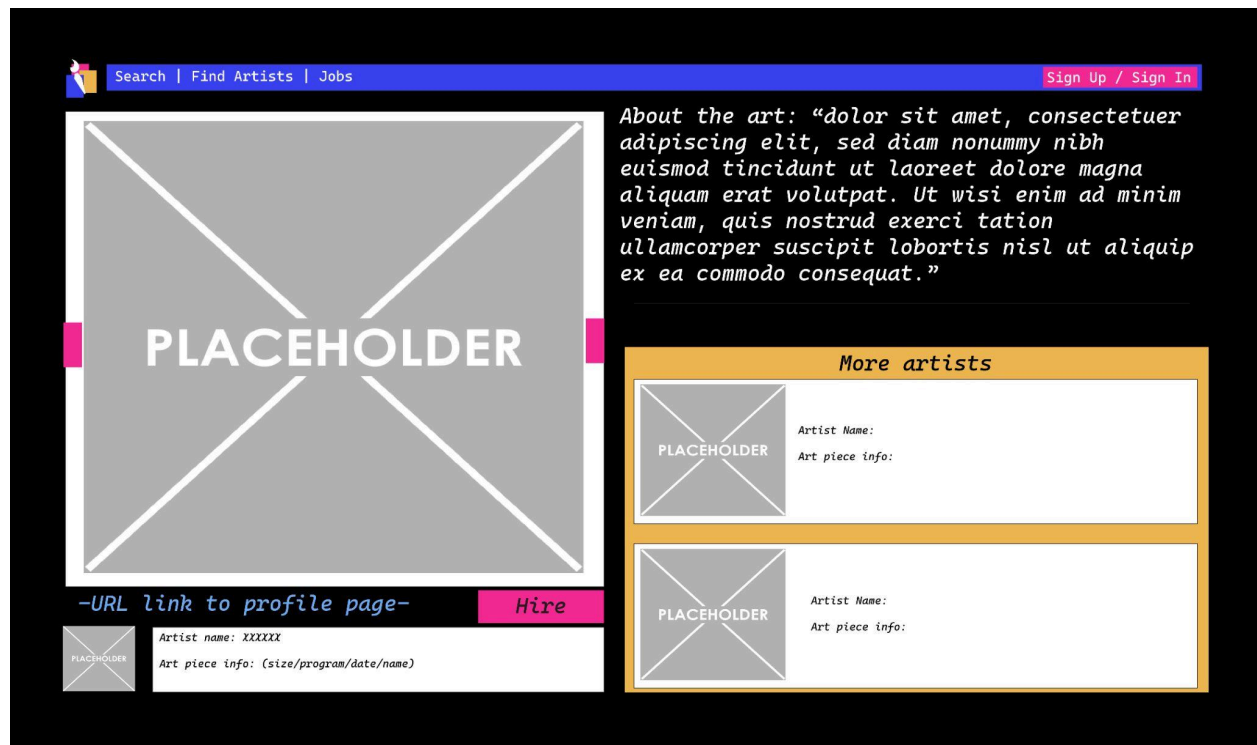 Search | Find Artists | Jobs
Sign Up / Sign In
PLACEHOLDER
About the art: “dolor sit amet, consectetuer
adipiscing elit, sed diam nonummy nibh
euismod tincidunt ut laoreet dolore magna
aliquam erat volutpat. Ut wisi enim ad minim
veniam, quis nostrud exerci tation
ullamcorper suscipit lobortis nisl ut aliquip
ex ea commodo consequat.”
-URL link to profile page-
Hire
PLACEHOLDER
Artist name: XXXXXX
Art piece info: (size/program/date/name)
More artists
PLACEHOLDER
Artist Name:
Art piece info:
PLACEHOLDER
Artist Name:
Art piece info: